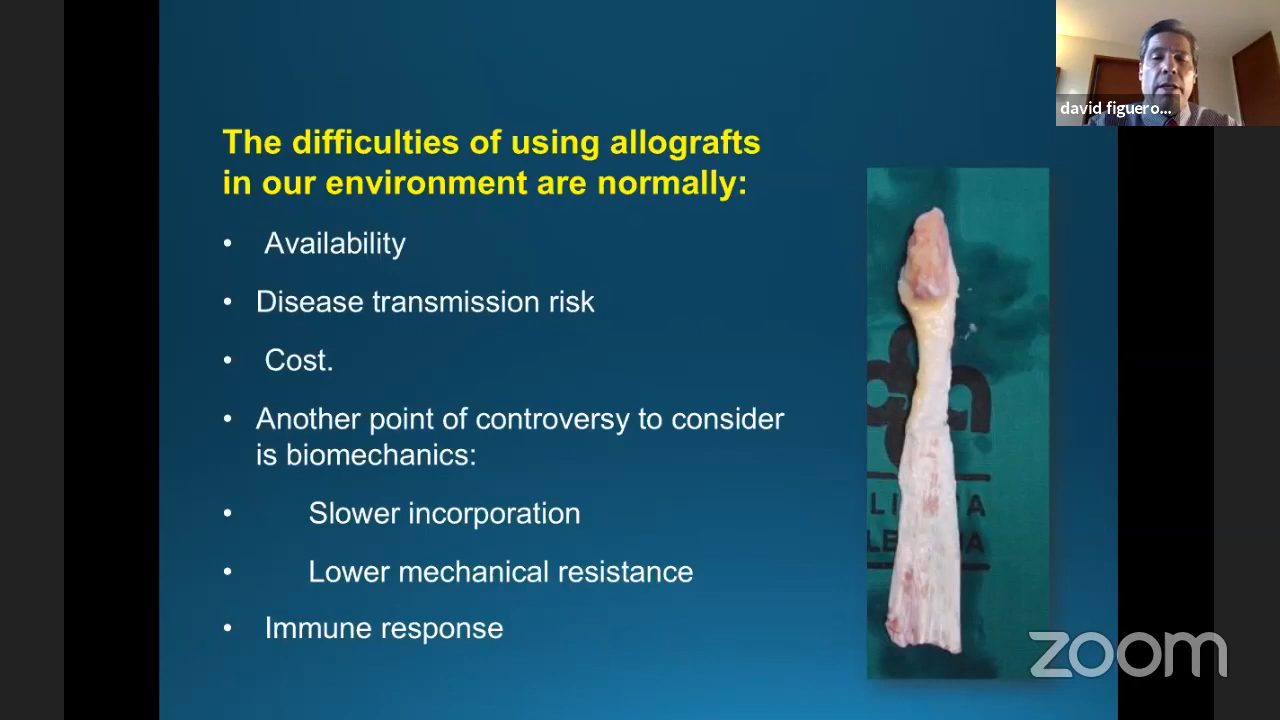 david figuero...
The difficulties of using allografts
in our environment are normally:
• Availability
• Disease transmission risk
• Cost.
• Another point of controversy to consider
is biomechanics:
• Slower incorporation
• Lower mechanical resistance
• Immune response
zoom